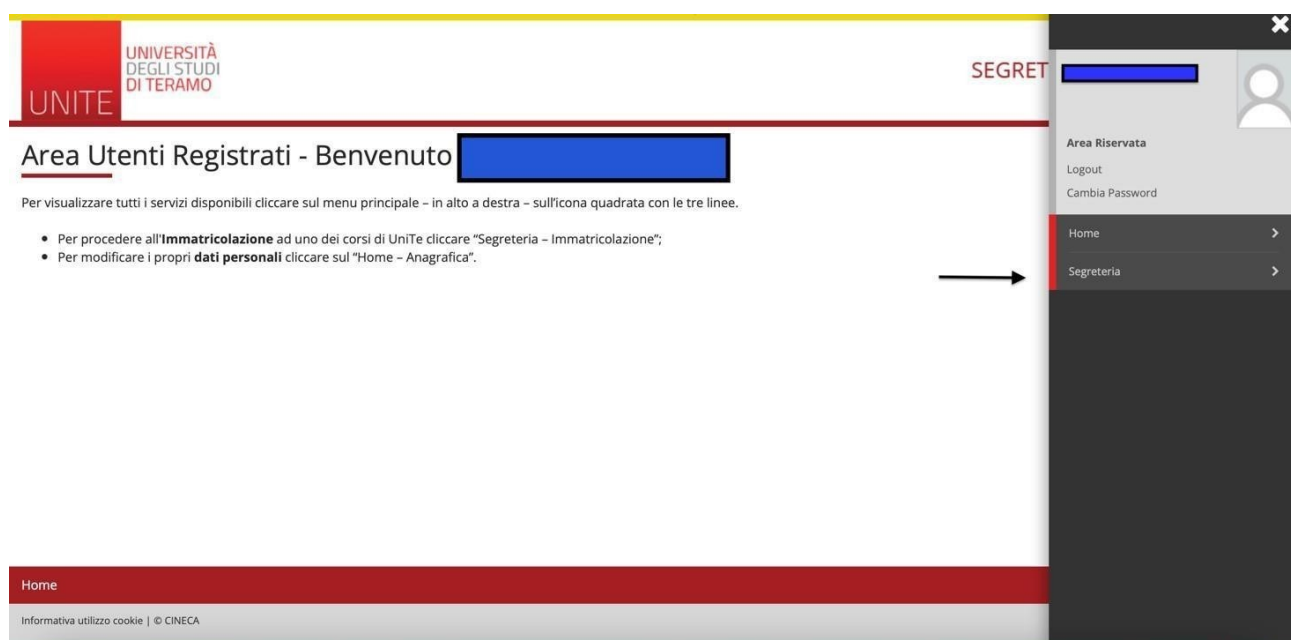 UNITE
UNIVERSITÀ
DEGLI STUDI
DI TERAMO
SEGRET
Area Utenti Registrati - Benvenuto
Per visualizzare tutti i servizi disponibili cliccare sul menu principale – in alto a destra – sull'icona quadrata con le tre linee.
Per procedere all'Immatricolazione ad uno dei corsi di UniTe cliccare "Segreteria – Immatricolazione";
Per modificare i propri dati personali cliccare sul "Home – Anagrafica".
Area Riservata
Logout
Cambia Password
Home
Segreteria
Home
Informativa utilizzo cookie | © CINECA